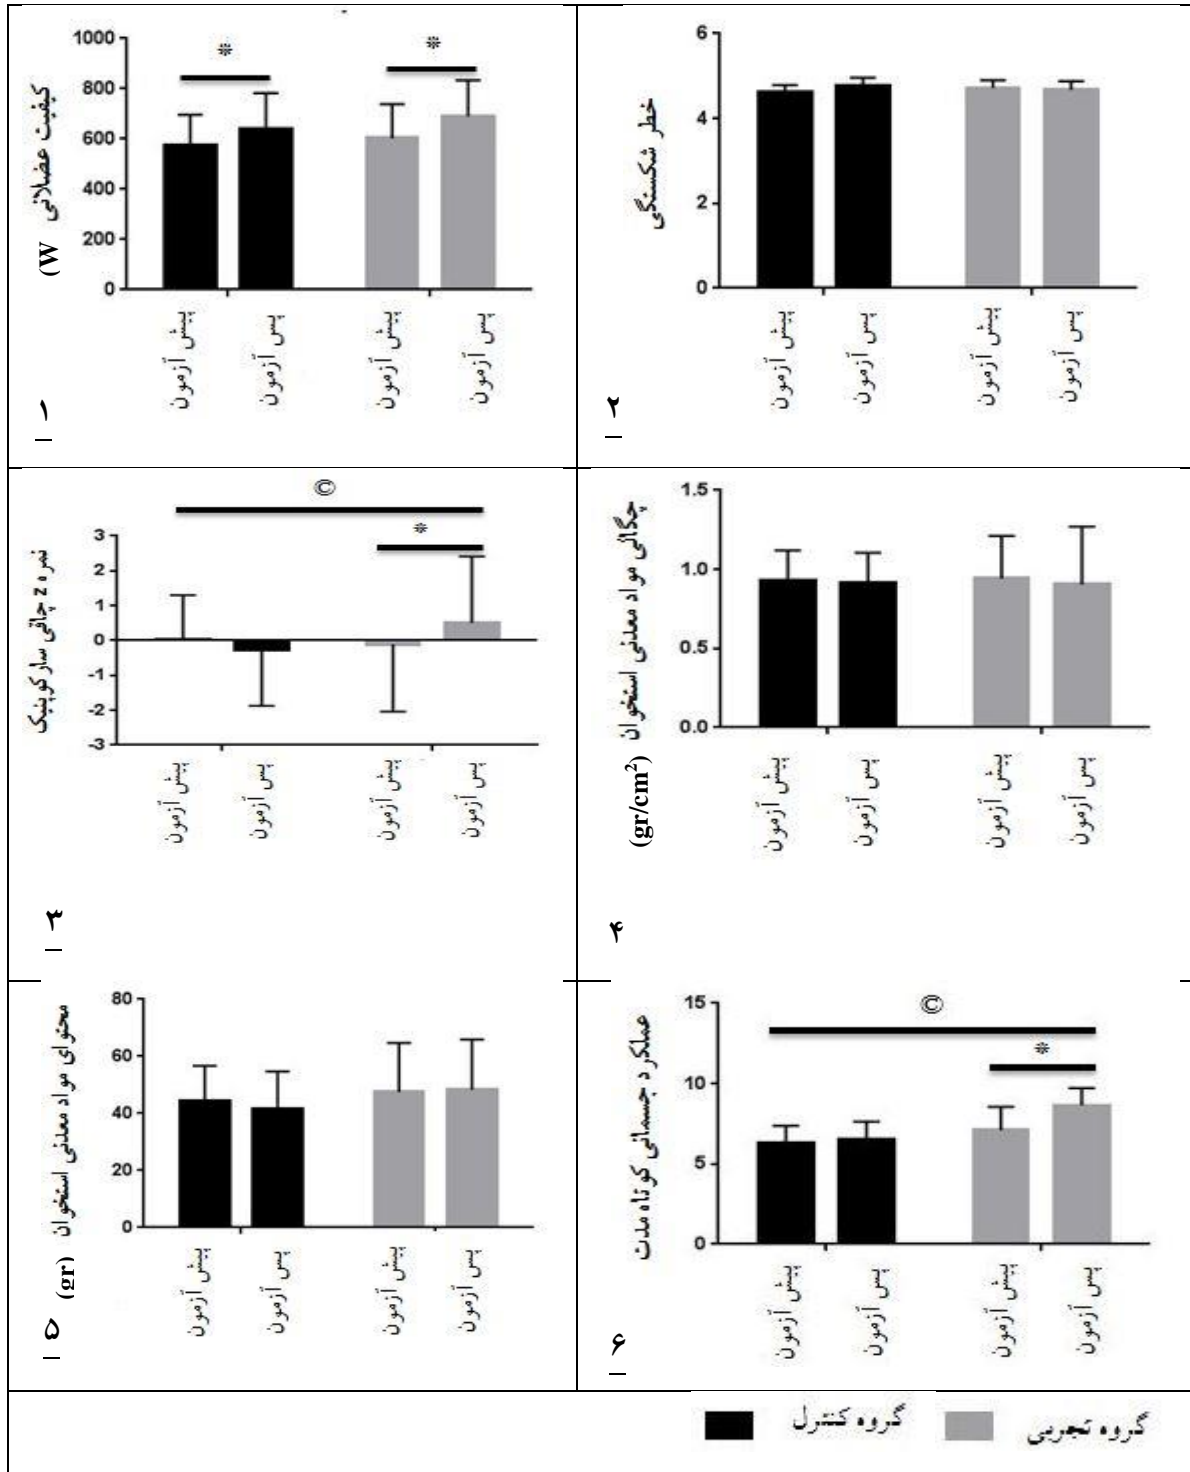 *
*
1000
800
600
400
200
0
کیفیت عضلانی
(W
پیش آزمون
پس آزمون
پیش آزمون
پس آزمون
۱
6
4
2
0
خطر شکستگی
پیش آزمون
پس آزمون
پیش آزمون
پس آزمون
۲
©
*
3
2
1
0
-1
-2
-3
نمره z چاقی سارکوپنیک
پیش آزمون
پس آزمون
پیش آزمون
پس آزمون
۳
1.5
1.0
0.5
0.0
چگالی مواد معدنی استخوان
(gr/cm²)
پیش آزمون
پس آزمون
پیش آزمون
پس آزمون
۴
80
60
40
20
0
محتوای مواد معدنی استخوان
(gr)
پیش آزمون
پس آزمون
پیش آزمون
پس آزمون
۵
©
*
15
10
5
0
عملکرد جسمانی کوتاه مدت
پیش آزمون
پس آزمون
پیش آزمون
پس آزمون
۶
گروه کنترل
گروه تجربی